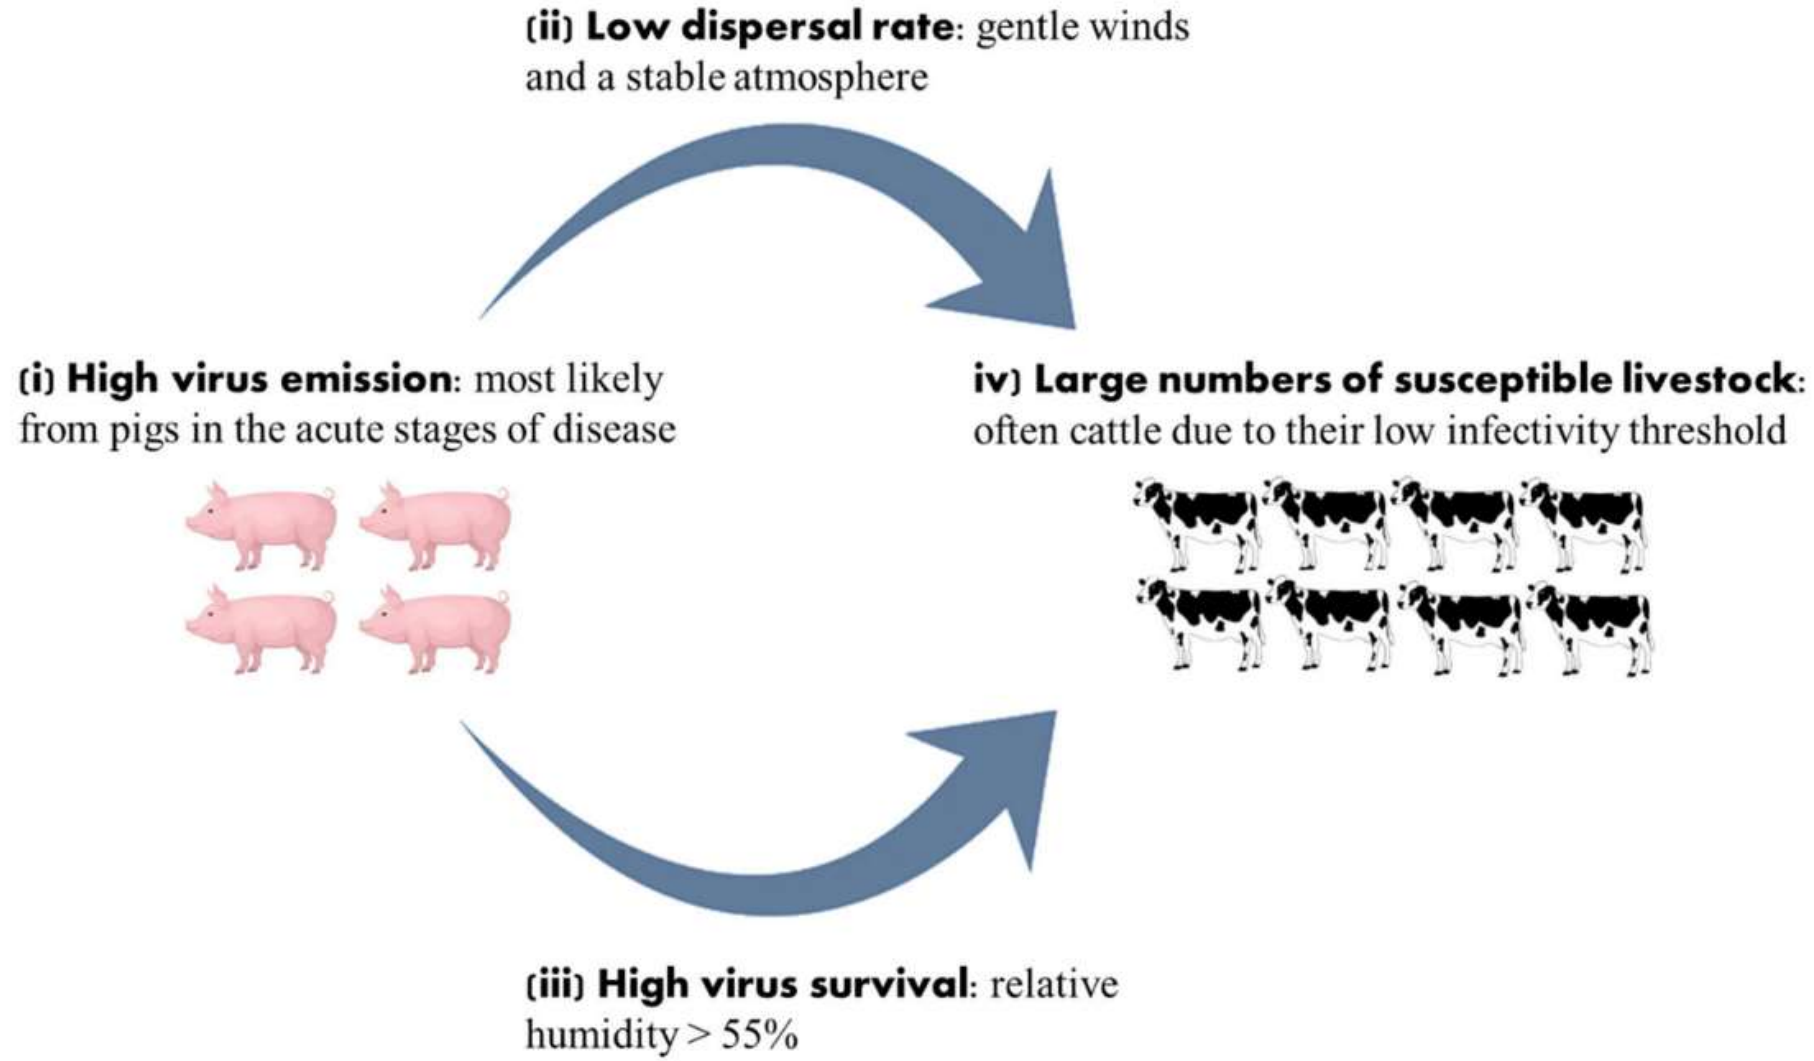 (ii) Low dispersal rate: gentle winds
and a stable atmosphere
(i) High virus emission: most likely
from pigs in the acute stages of disease
iv) Large numbers of susceptible livestock:
often cattle due to their low infectivity threshold
(iii) High virus survival: relative
humidity > 55%